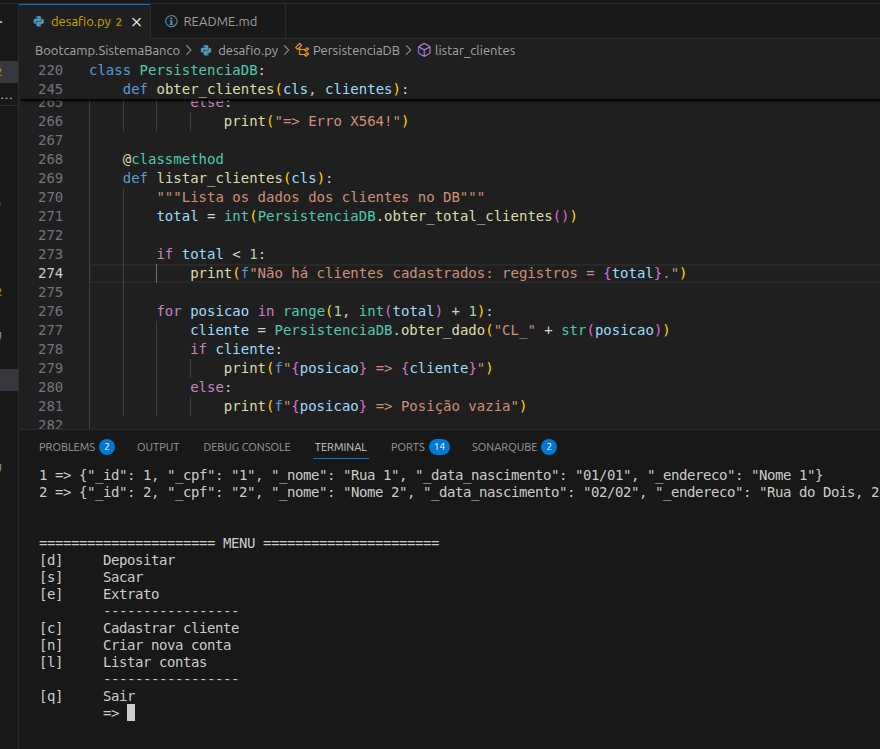 desafio.py 2
README.md
Bootcamp.SistemaBanco > desafio.py > PersistenciaDB > listar_clientes
220 class PersistenciaDB:
245 def obter_clientes(cls, clientes):
265 else:
266 print("=> Erro X564!")
267
268 @classmethod
269 def listar_clientes(cls):
270 """Lista os dados dos clientes no DB"""
271 total = int(PersistenciaDB.obter_total_clientes())
272
273 if total < 1:
274 print(f"Não há clientes cadastrados: registros = {total}.")
275
276 for posicao in range(1, int(total) + 1):
277 cliente = PersistenciaDB.obter_dado("CL_" + str(posicao))
278 if cliente:
279 print(f"{posicao} => {cliente}")
280 else:
281 print(f"{posicao} => Posição vazia")
282
PROBLEMS 2 OUTPUT DEBUG CONSOLE TERMINAL PORTS 14 SONARQUBE 2
1 => {"_id": 1, "_cpf": "1", "_nome": "Rua 1", "_data_nascimento": "01/01", "_endereco": "Nome 1"}
2 => {"_id": 2, "_cpf": "2", "_nome": "Nome 2", "_data_nascimento": "02/02", "_endereco": "Rua do Dois, 2
====================== MENU ======================
[d] Depositar
[s] Sacar
[e] Extrato
-----------------
[c] Cadastrar cliente
[n] Criar nova conta
[l] Listar contas
-----------------
[q] Sair
=>